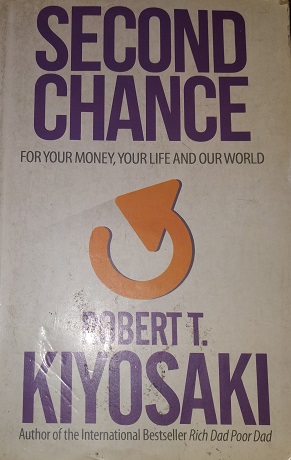 SECOND
CHANCE
FOR YOUR MONEY, YOUR LIFE AND OUR WORLD
ROBERT T.
KIYOSAKI
Author of the International Bestseller Rich Dad Poor Dad